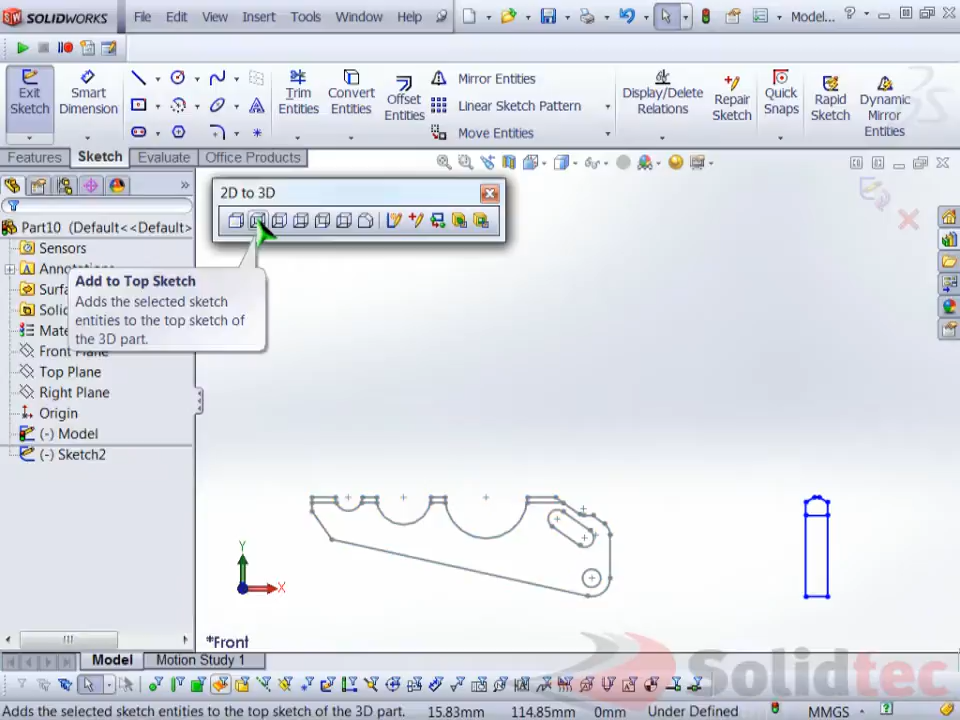 SOLIDWORKS File Edit View Insert Tools Window Help Model... ?
Exit Sketch
Smart Dimension
Trim Entities
Convert Entities
Offset Entities
Mirror Entities
Linear Sketch Pattern
Move Entities
Display/Delete Relations
Repair Sketch
Quick Snaps
Rapid Sketch
Dynamic Mirror Entities
Features Sketch Evaluate Office Products
2D to 3D
Part10 (Default<<Default>
Sensors
Annota
Add to Top Sketch
Adds the selected sketch
entities to the top sketch of
the 3D part.
Surfa
Solid
Mate
Front Plane
Top Plane
Right Plane
Origin
(-) Model
(-) Sketch2
Y
X
*Front
Model Motion Study 1
Solidtec
Adds the selected sketch entities to the top sketch of the 3D part. 15.83mm 114.85mm 0mm Under Defined MMGS ?